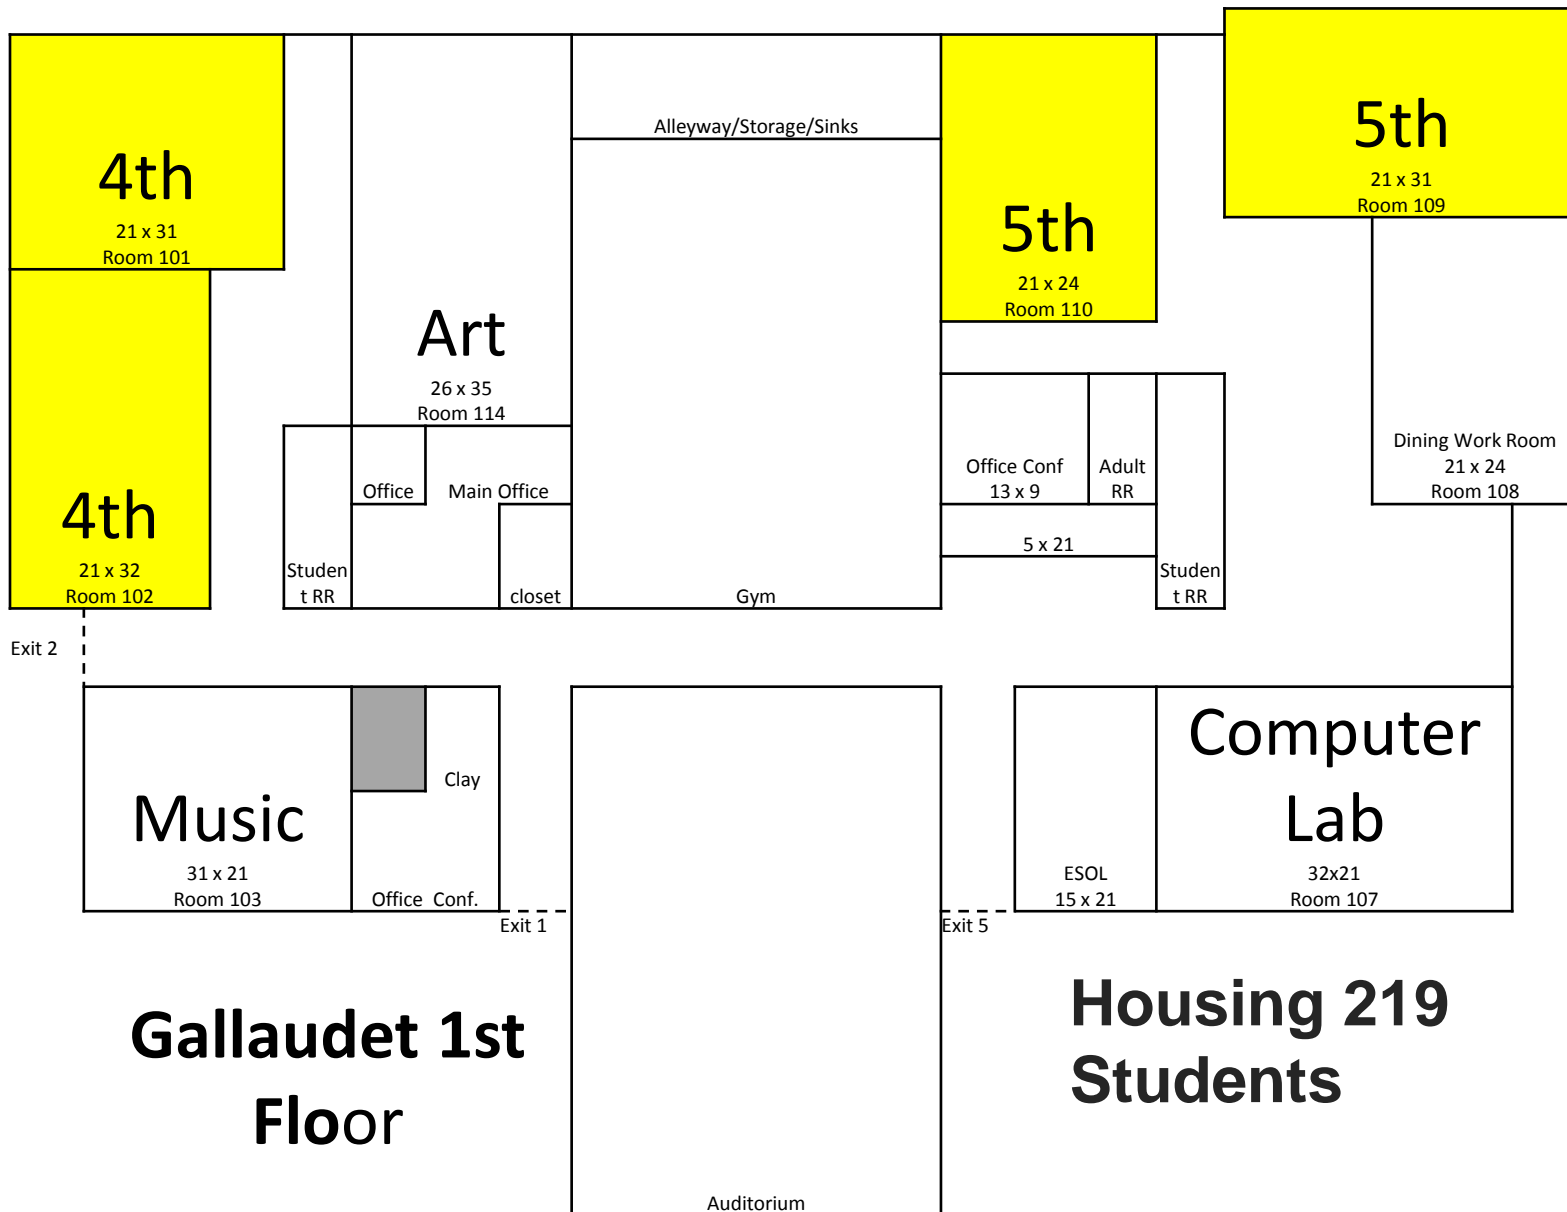 4th
21 x 31
Room 101
Alleyway/Storage/Sinks
5th
21 x 24
Room 110
5th
21 x 31
Room 109
Art
26 x 35
Room 114
4th
21 x 32
Room 102
Office
Main Office
Studen
t RR
closet
Gym
Office Conf
13 x 9
Adult
RR
5 x 21
Studen
t RR
Dining Work Room
21 x 24
Room 108
Exit 2
Music
31 x 21
Room 103
Clay
Office  Conf.
Exit 1
Exit 5
ESOL
15 x 21
Computer
Lab
32x21
Room 107
Gallaudet 1st
Floor
Housing 219
Students
Auditorium